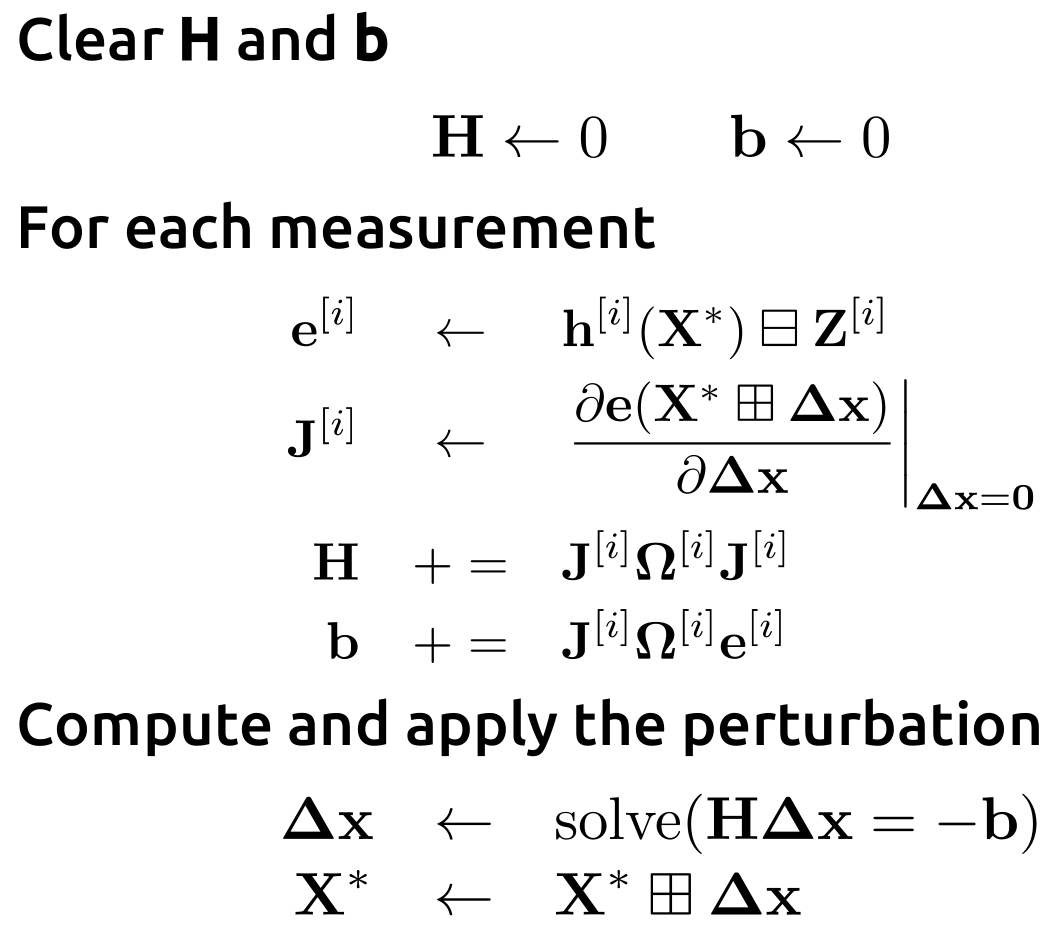 Clear H and b
H ← 0 b ← 0
For each measurement
e^[i] ← h^[i](X*) ⊟ Z^[i]
J^[i] ← ∂e(X* ⊞ Δx) / ∂Δx |_Δx=0
H += J^[i]Ω^[i]J^[i]
b += J^[i]Ω^[i]e^[i]
Compute and apply the perturbation
Δx ← solve(HΔx = −b)
X* ← X* ⊞ Δx